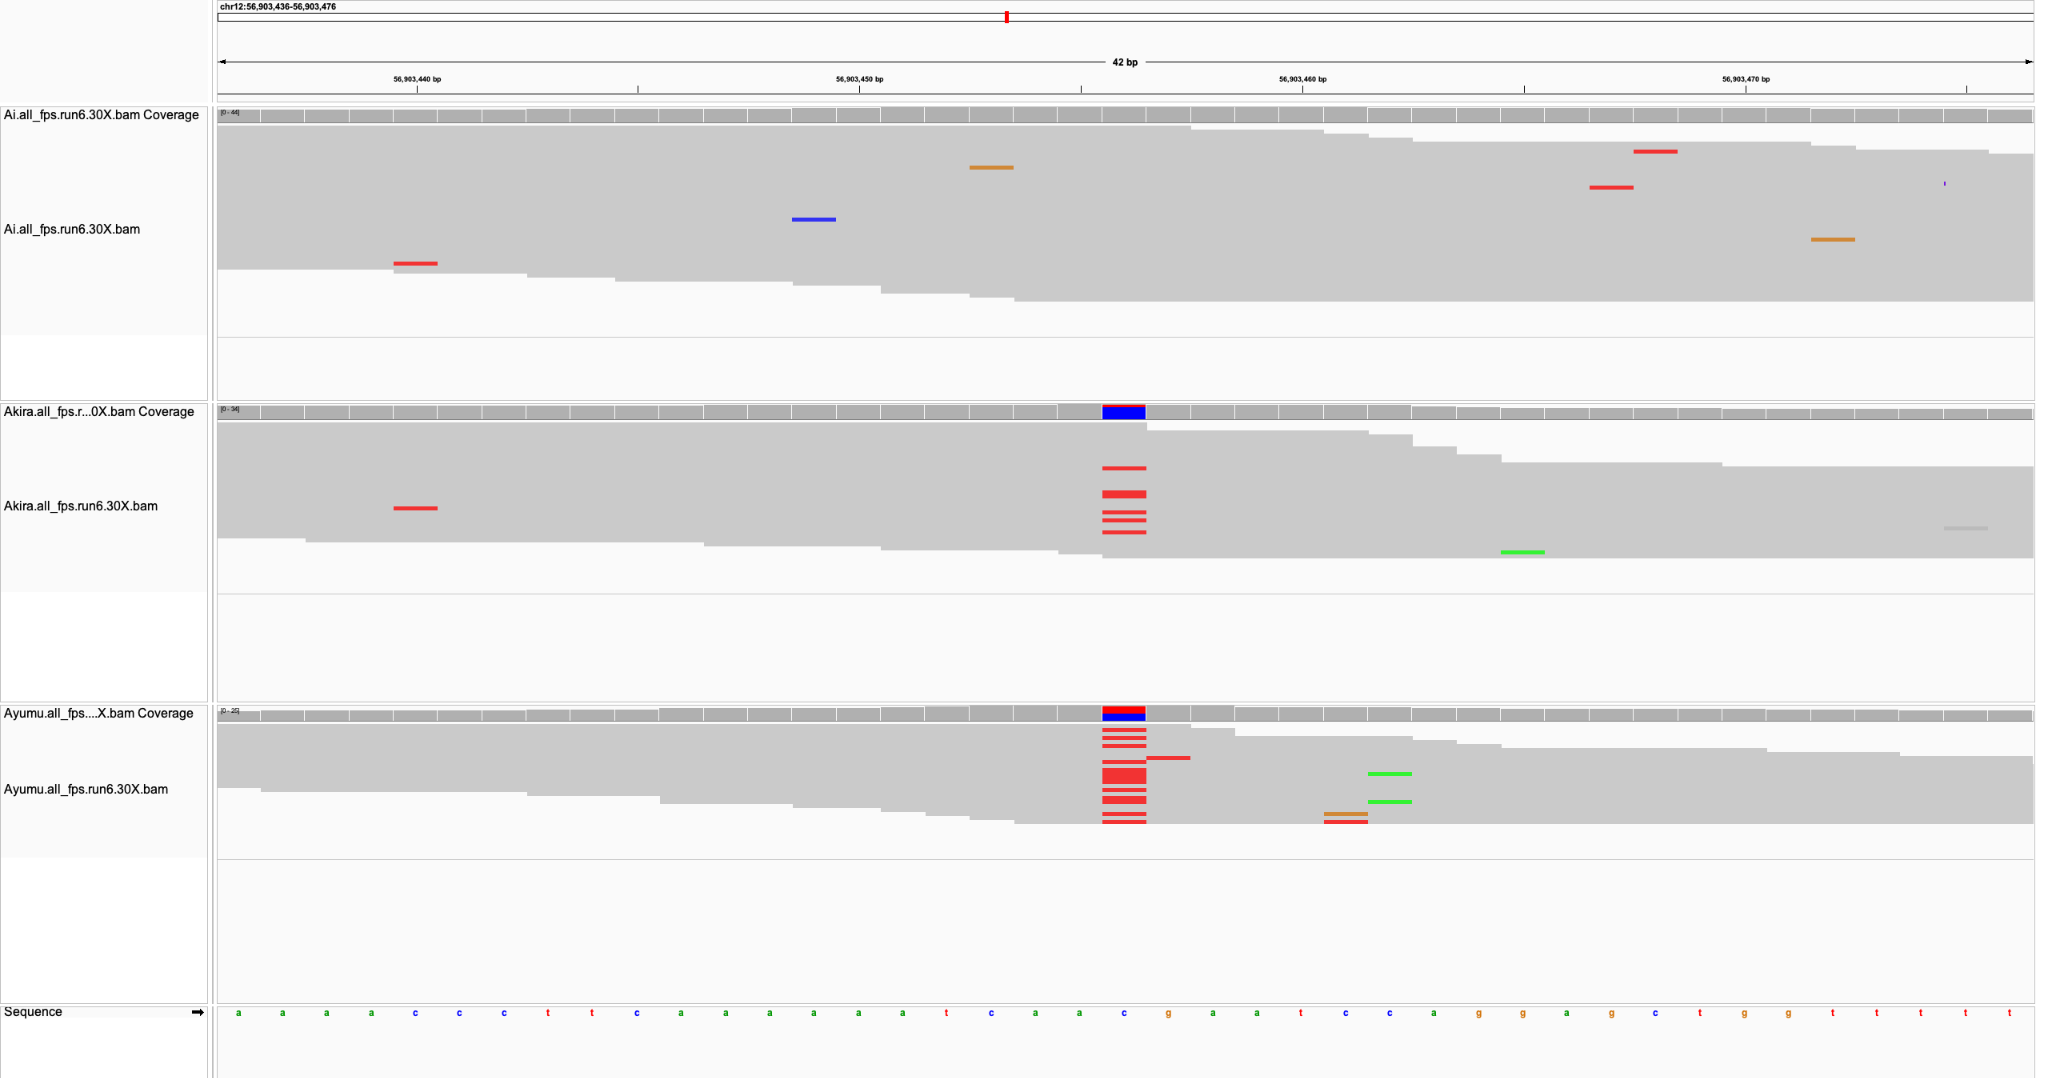 chr12:56,903,436-56,903,476
42 bp
56,903,440 bp 56,903,450 bp 56,903,460 bp 56,903,470 bp
Ai.all_fps.run6.30X.bam Coverage
[0 - 44]
Ai.all_fps.run6.30X.bam
Akira.all_fps.r...0X.bam Coverage
[0 - 34]
Akira.all_fps.run6.30X.bam
Ayumu.all_fps....X.bam Coverage
[0 - 25]
Ayumu.all_fps.run6.30X.bam
Sequence a a a a c c c t t c a a a a a a t c a a c g a a t c c a g g a g c t g g t t t t t